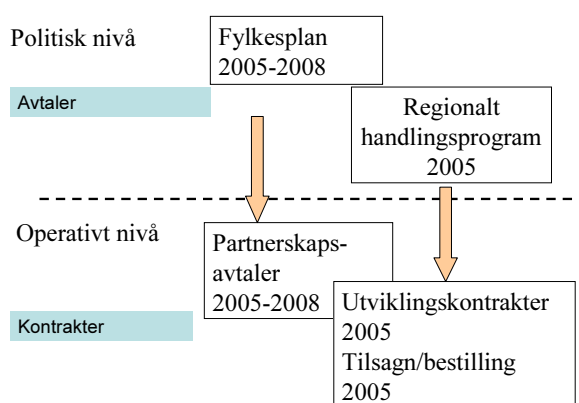 Politisk nivå
Fylkesplan
2005-2008
Avtaler
Regionalt
handlingsprogram
2005
Operativt nivå
Partnerskaps-
avtaler
2005-2008
Kontrakter
Utviklingskontrakter
2005
Tilsagn/bestilling
2005